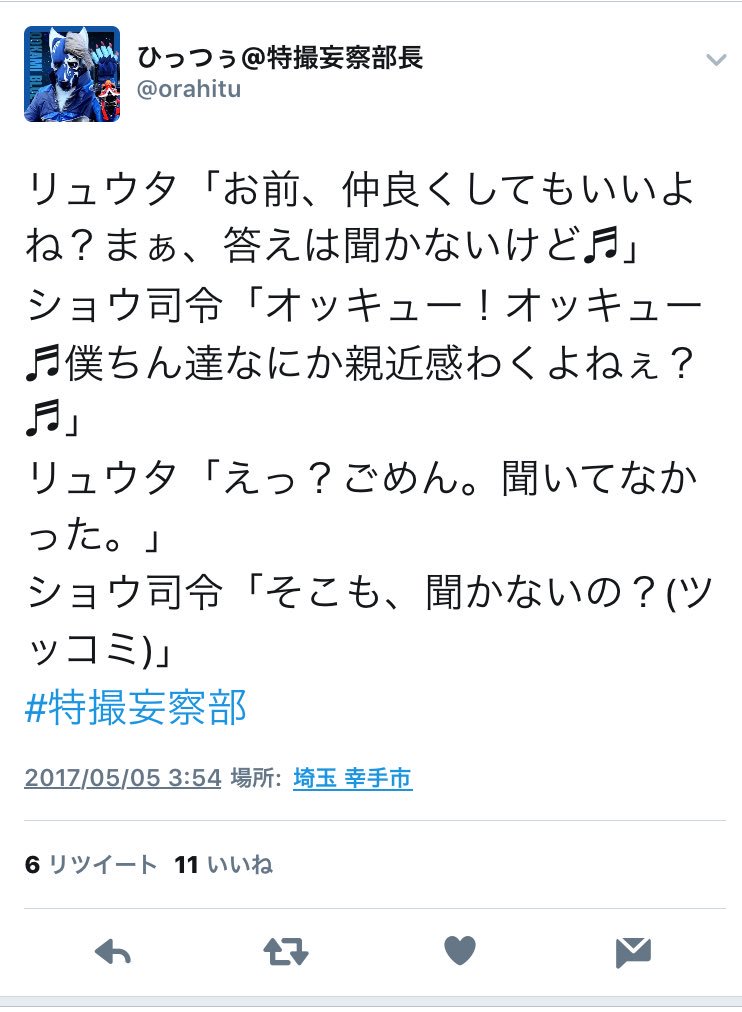 ひっつぅ@特撮妄察部長
@orahitu
リュウタ「お前、仲良くしてもいいよ
ね？まぁ、答えは聞かないけど🎵」
ショウ司令「オッキュー！オッキュー
🎵僕ちん達なにか親近感わくよねぇ？
🎵」
リュウタ「えっ？ごめん。聞いてなか
った。」
ショウ司令「そこも、聞かないの？(ツ
ッコミ)」
#特撮妄察部
2017/05/05 3:54 場所: 埼玉 幸手市
6 リツイート 11 いいね